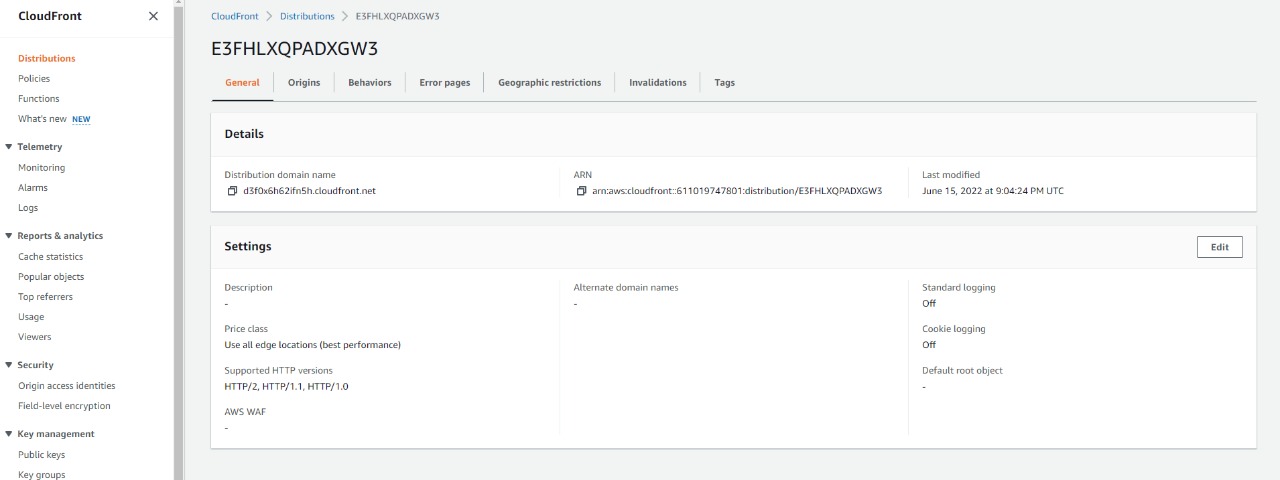 CloudFront
Distributions
Policies
Functions
What's new NEW
Telemetry
Monitoring
Alarms
Logs
Reports & analytics
Cache statistics
Popular objects
Top referrers
Usage
Viewers
Security
Origin access identities
Field-level encryption
Key management
Public keys
Key groups
CloudFront > Distributions > E3FHLXQPADXGW3
E3FHLXQPADXGW3
General Origins Behaviors Error pages Geographic restrictions Invalidations Tags
Details
Distribution domain name
d3f0x6h62ifn5h.cloudfront.net
ARN
arn:aws:cloudfront::611019747801:distribution/E3FHLXQPADXGW3
Last modified
June 15, 2022 at 9:04:24 PM UTC
Settings
Edit
Description
-
Price class
Use all edge locations (best performance)
Supported HTTP versions
HTTP/2, HTTP/1.1, HTTP/1.0
AWS WAF
-
Alternate domain names
-
Standard logging
Off
Cookie logging
Off
Default root object
-